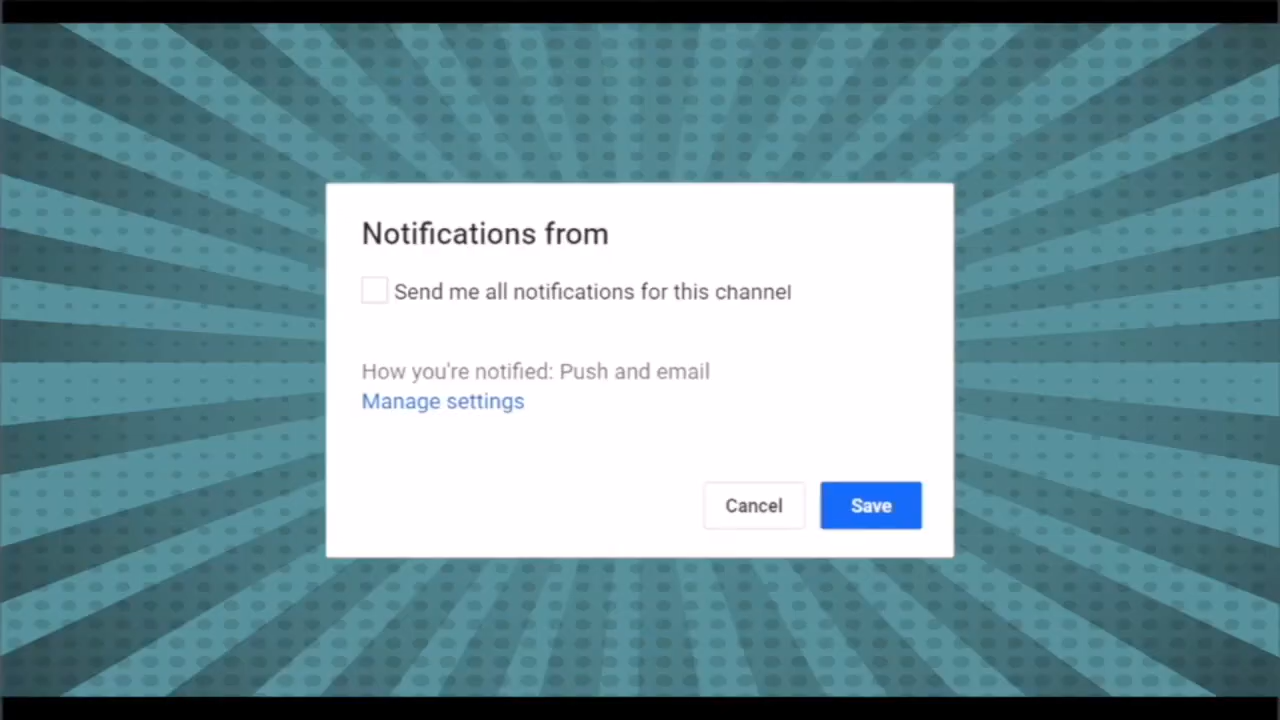 Notifications from
Send me all notifications for this channel
How you're notified: Push and email
Manage settings
Cancel
Save